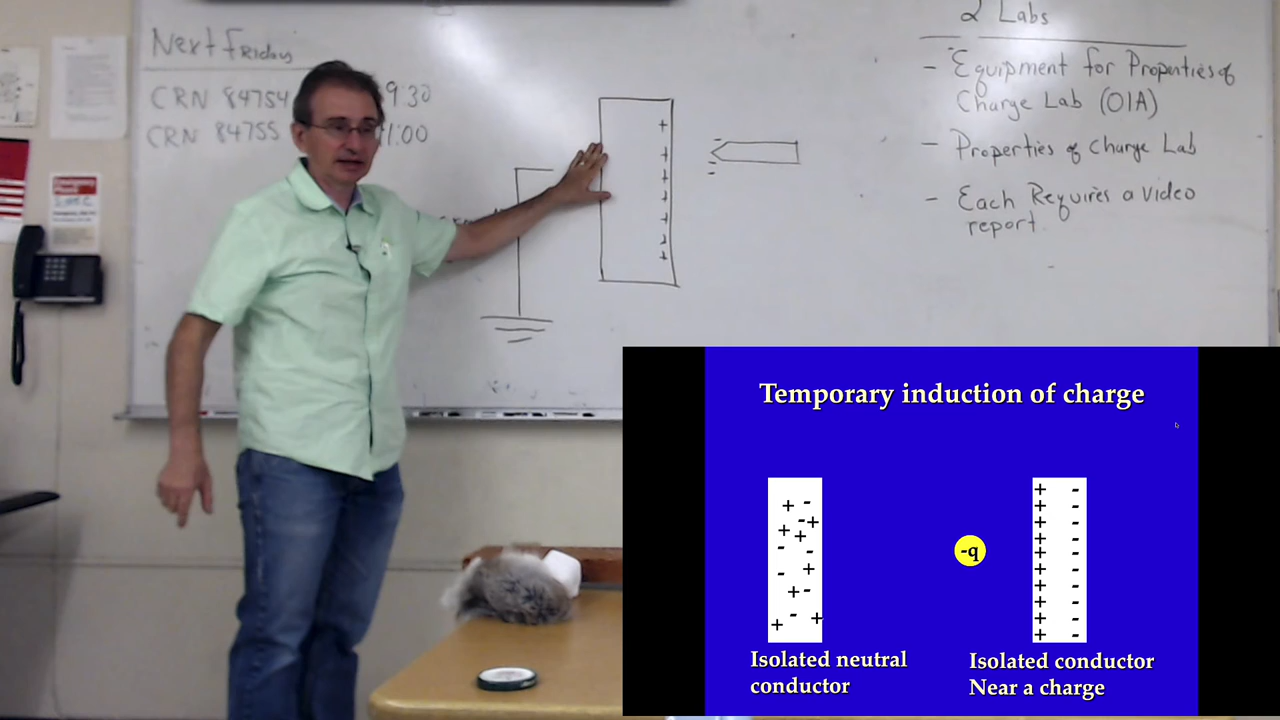 Next Friday
CRN 84754 9:30
CRN 84755 1:00
2 Labs
- Equipment for Properties of
Charge Lab (OIA)
- Properties of Charge Lab
- Each Requires a video
report.
+
+
+
+
+
+
+
Temporary induction of charge
-q
Isolated neutral
conductor
Isolated conductor
Near a charge